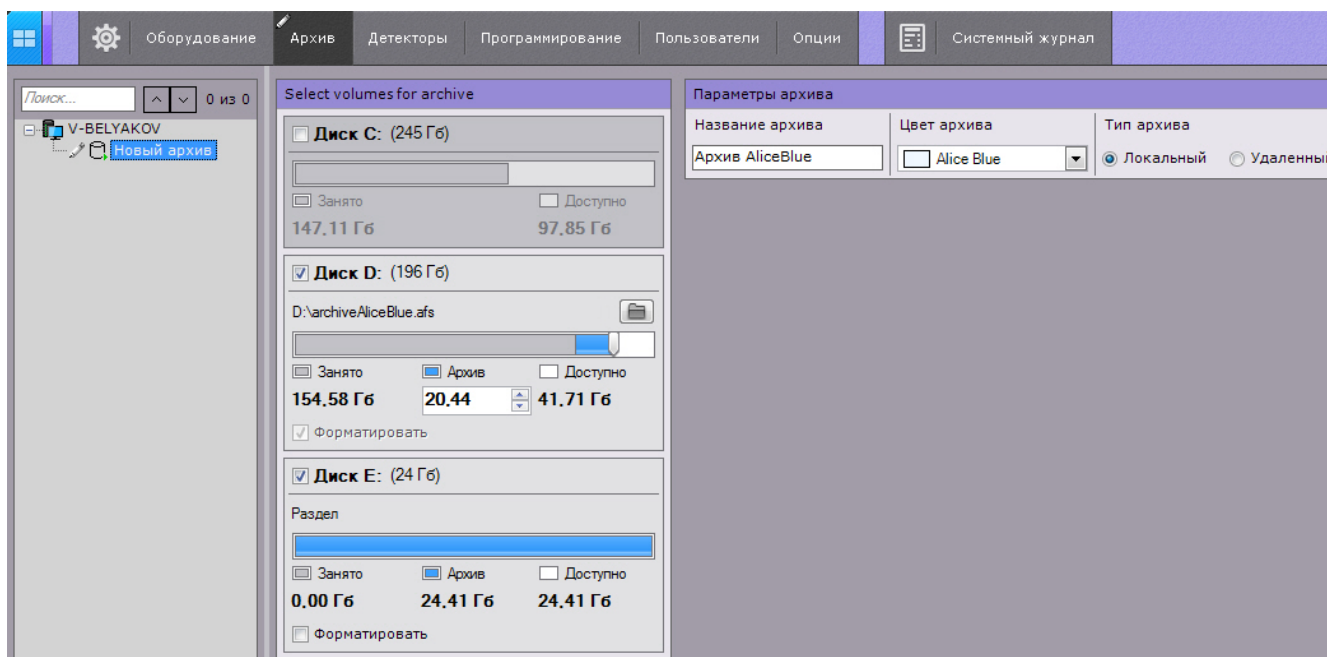 Оборудование Архив Детекторы Программирование Пользователи Опции Системный журнал
Поиск... 0 из 0
V-BELYAKOV
Новый архив
Select volumes for archive
Диск C: (245 Гб)
Занято Доступно
147,11 Гб 97,85 Гб
Диск D: (196 Гб)
D:\archiveAliceBlue.afs
Занято Архив Доступно
154,58 Гб 20,44 41,71 Гб
Форматировать
Диск E: (24 Гб)
Раздел
Занято Архив Доступно
0,00 Гб 24,41 Гб 24,41 Гб
Форматировать
Параметры архива
Название архива Цвет архива Тип архива
Архив AliceBlue Alice Blue Локальный Удаленный